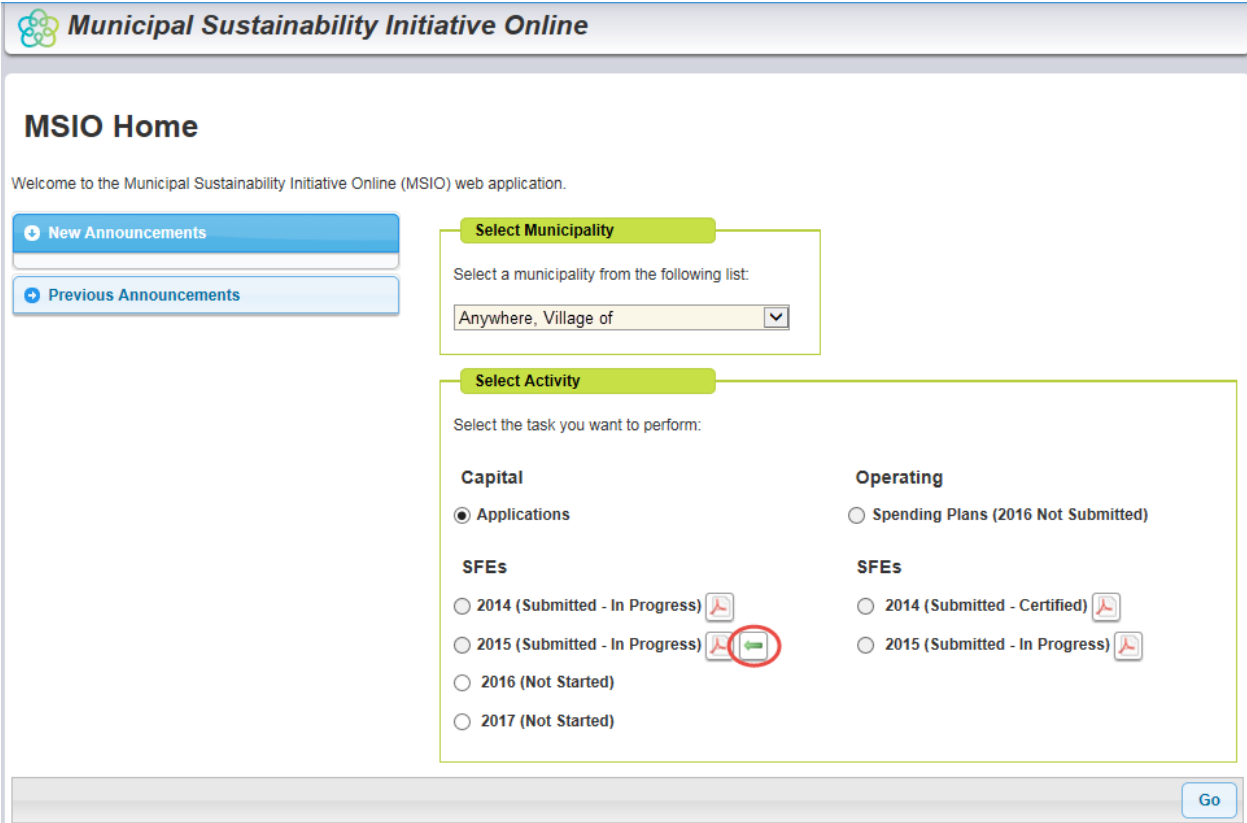 Municipal Sustainability Initiative Online
MSIO Home
Welcome to the Municipal Sustainability Initiative Online (MSIO) web application.
New Announcements
Previous Announcements
Select Municipality
Select a municipality from the following list:
Anywhere, Village of
Select Activity
Select the task you want to perform:
Capital
Applications
SFEs
2014 (Submitted - In Progress)
2015 (Submitted - In Progress)
2016 (Not Started)
2017 (Not Started)
Operating
Spending Plans (2016 Not Submitted)
SFEs
2014 (Submitted - Certified)
2015 (Submitted - In Progress)
Go